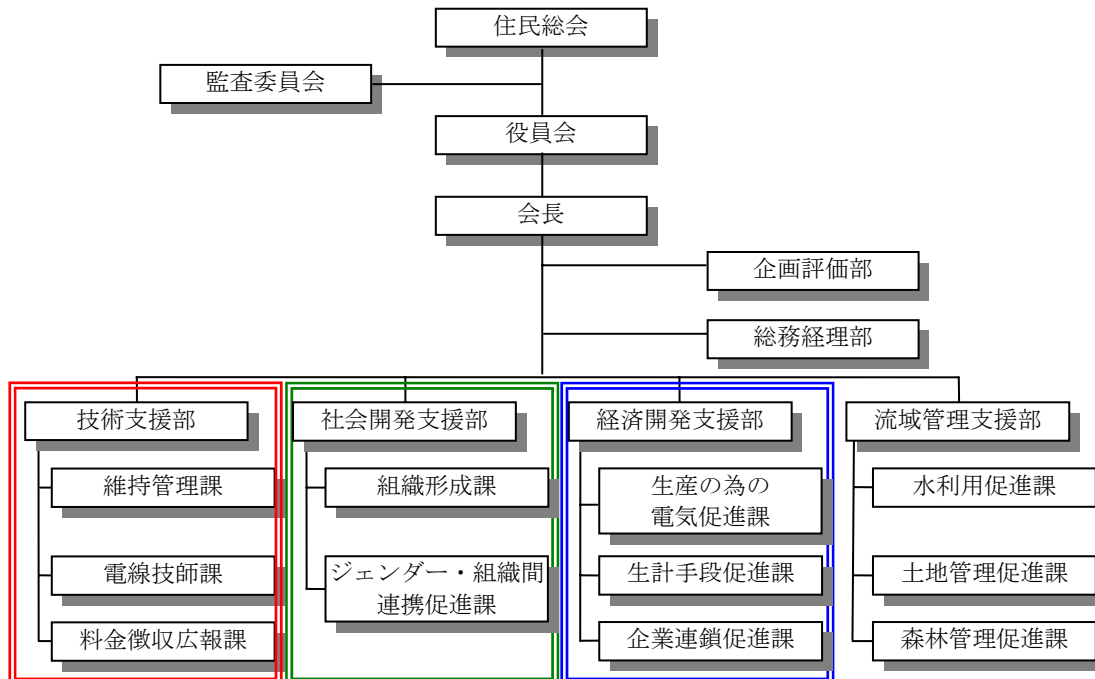 住民総会
監査委員会
役員会
会長
企画評価部
総務経理部
技術支援部
維持管理課
電線技師課
料金徴収広報課
社会開発支援部
組織形成課
ジェンダー・組織間
連携促進課
経済開発支援部
生産の為の
電気促進課
生計手段促進課
企業連鎖促進課
流域管理支援部
水利用促進課
土地管理促進課
森林管理促進課